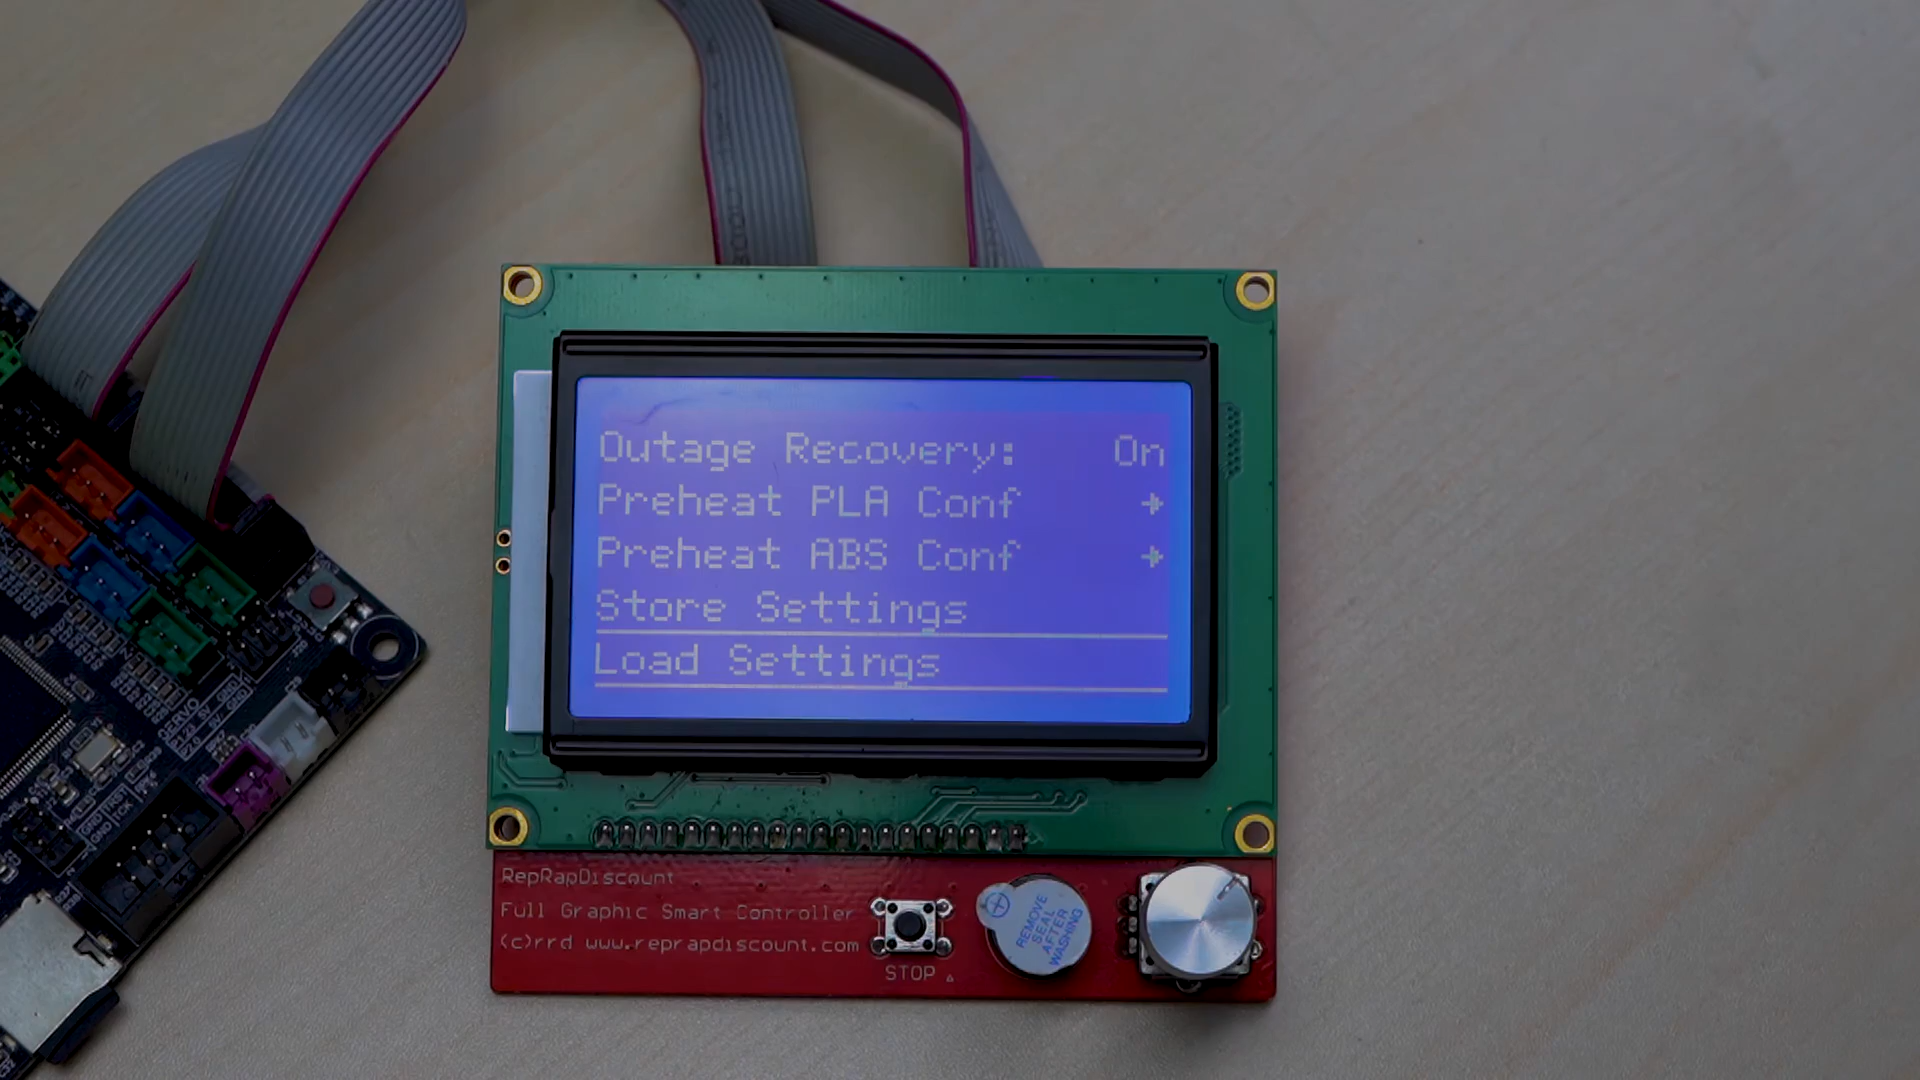 Outage Recovery: On
Preheat PLA Conf
Preheat ABS Conf
Store Settings
Load Settings
RepRapDiscount
Full Graphic Smart Controller
(c)rrd www.reprapdiscount.com
STOP
REMOVE
SEAL
AFTER
WASHING